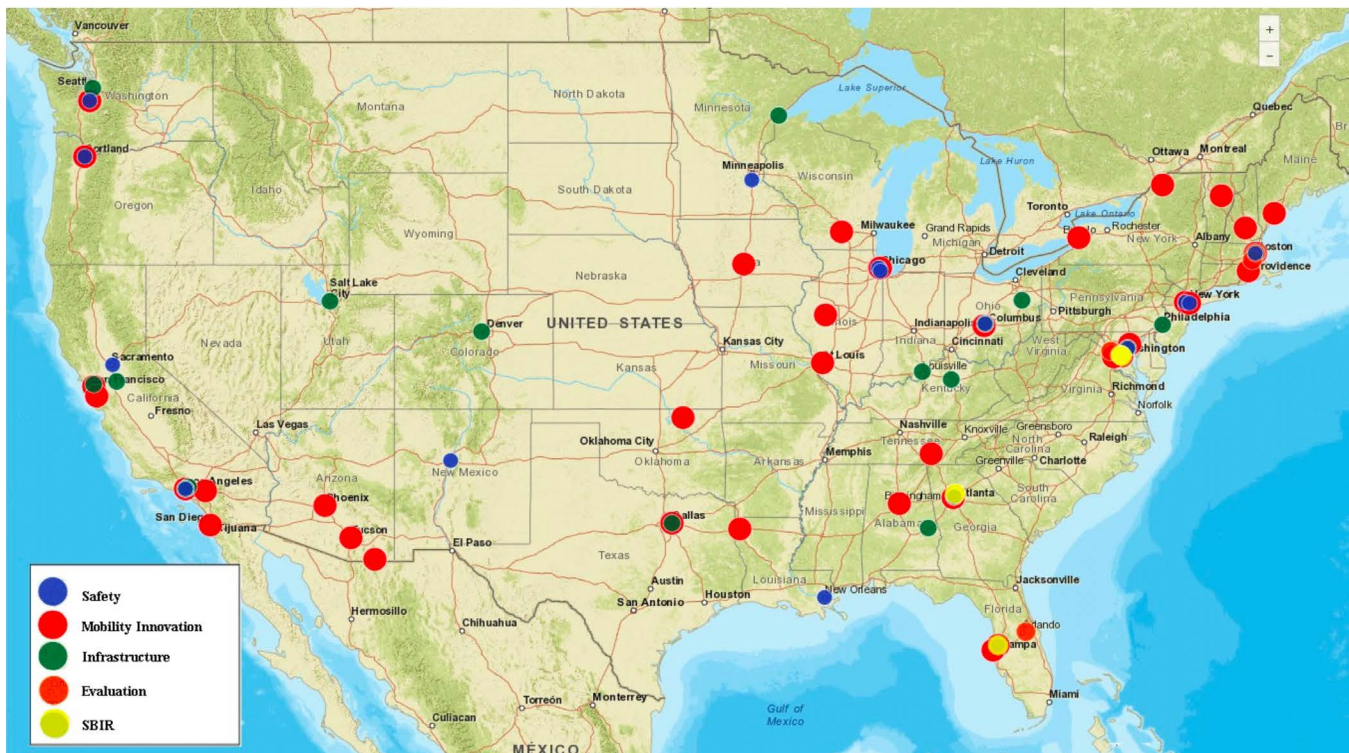 Vancouver
Quebec
Lake Superior
Seattl
Washington
North Dakota
Minnesota
Montana
Ottawa
Montreal
Maine
Br
Lake Huron
Minneapolis
Wisconsin
Portland
South Dakota
Toronto
Lake Ontario
Rochester
Oregon
Idaho
Milwaukee
Grand Rapids
Michigan
Albany
New York
Wyoming
Detroit
Boston
Chicago
Cleveland
Providence
Salt Lake
City
Nebraska
Ohio
Pennsylvania
New York
Pittsburgh
Philadelphia
Columbus
Denver
UNITED STATES
Indianapolis
Indiana
Nevada
Utah
Colorado
Kansas City
Cincinnati
West
Virginia
Washington
Sacramento
St Louis
Missouri
Kansas
Louisville
Kentucky
Virginia
Richmond
San Francisco
California
Fresno
Norfolk
Las Vegas
Nashville
Tennessee
Knoxville
Greensboro
North
Carolina
Raleigh
Oklahoma City
Oklahoma
Arkansas
Memphis
Greenville
Charlotte
New Mexico
Arizona
Los Angeles
Phoenix
Birmingham
Atlanta
South
Carolina
San Diego
Tijuana
Dallas
Mississippi
Alabama
Georgia
Tucson
El Paso
Texas
Louisiana
Jacksonville
Austin
Houston
New Orleans
San Antonio
Florida
Hermosillo
Chihuahua
Orlando
Tampa
Torreón
Monterrey
Miami
Gulf of
Mexico
Culiacan
MÉXICO
Safety
Mobility Innovation
Infrastructure
Evaluation
SBIR
+
−